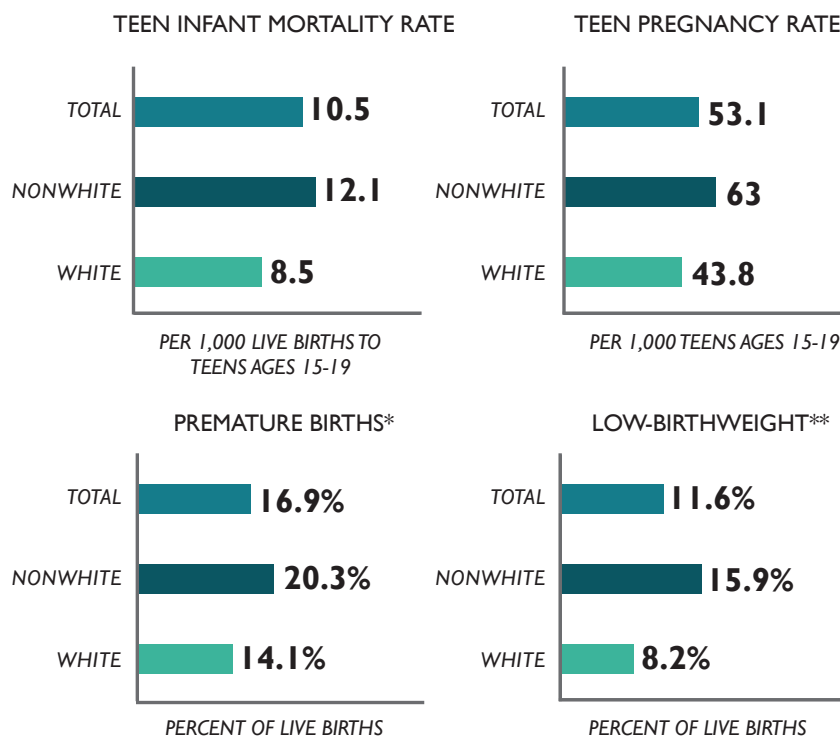 TEEN INFANT MORTALITY RATE
TOTAL 10.5
NONWHITE 12.1
WHITE 8.5
PER 1,000 LIVE BIRTHS TO
TEENS AGES 15-19
TEEN PREGNANCY RATE
TOTAL 53.1
NONWHITE 63
WHITE 43.8
PER 1,000 TEENS AGES 15-19
PREMATURE BIRTHS*
TOTAL 16.9%
NONWHITE 20.3%
WHITE 14.1%
PERCENT OF LIVE BIRTHS
LOW-BIRTHWEIGHT**
TOTAL 11.6%
NONWHITE 15.9%
WHITE 8.2%
PERCENT OF LIVE BIRTHS